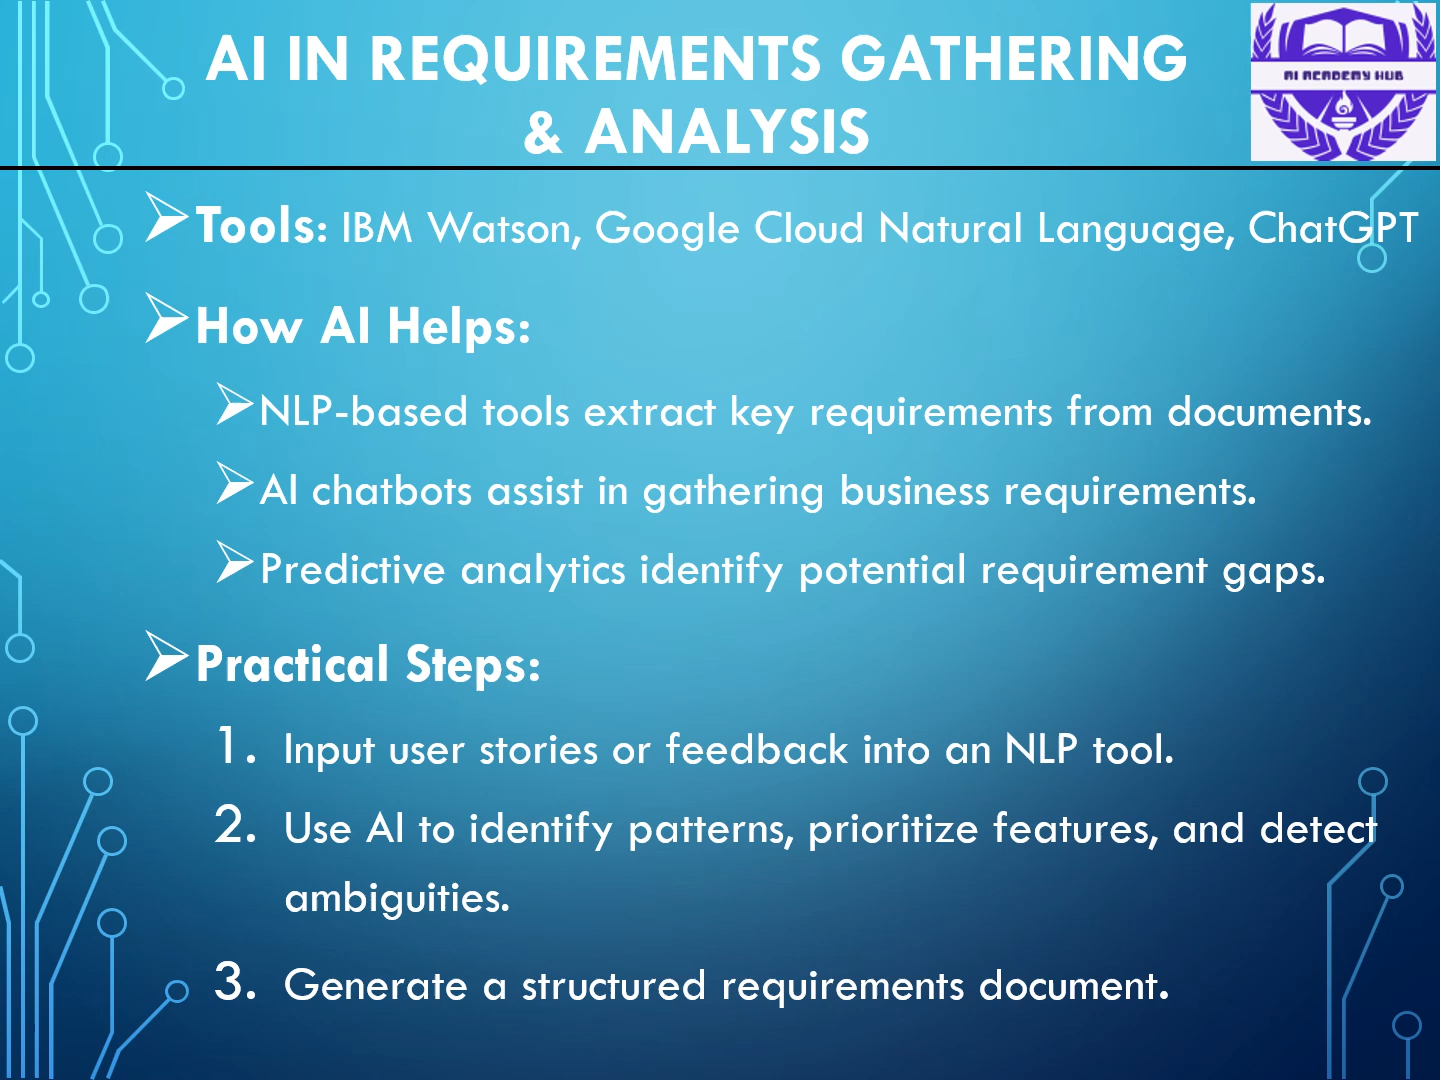 AI IN REQUIREMENTS GATHERING
& ANALYSIS
AI ACADEMY HUB
Tools: IBM Watson, Google Cloud Natural Language, ChatGPT
How AI Helps:
NLP-based tools extract key requirements from documents.
AI chatbots assist in gathering business requirements.
Predictive analytics identify potential requirement gaps.
Practical Steps:
1. Input user stories or feedback into an NLP tool.
2. Use AI to identify patterns, prioritize features, and detect
ambiguities.
3. Generate a structured requirements document.